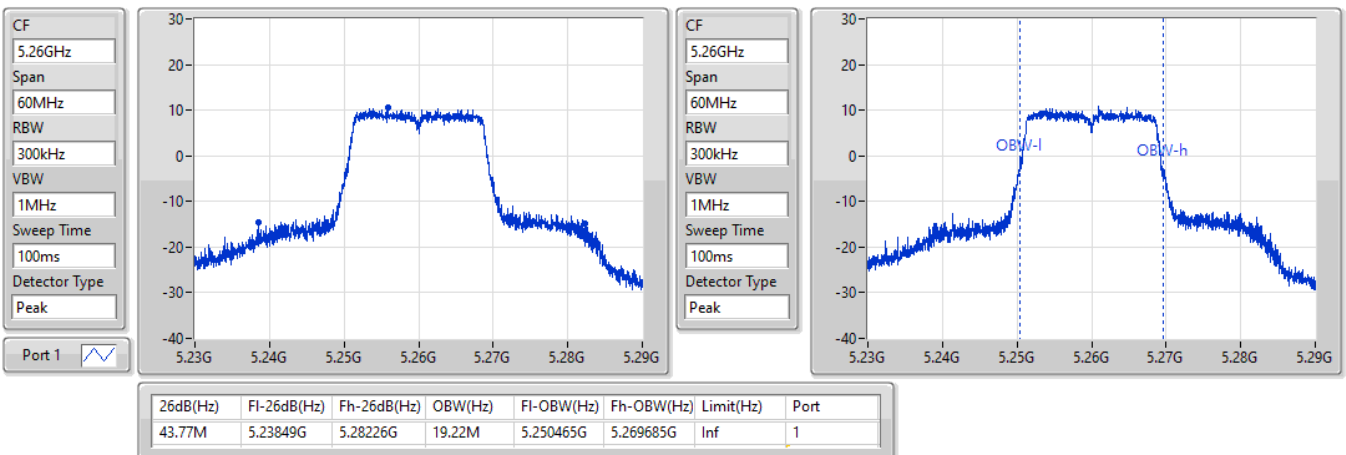 CF
5.26GHz
Span
60MHz
RBW
300kHz
VBW
1MHz
Sweep Time
100ms
Detector Type
Peak
Port 1
30
20
10
0
-10
-20
-30
-40
5.23G 5.24G 5.25G 5.26G 5.27G 5.28G 5.29G
CF
5.26GHz
Span
60MHz
RBW
300kHz
VBW
1MHz
Sweep Time
100ms
Detector Type
Peak
30
20
10
0
-10
-20
-30
-40
OBW-l
OBW-h
5.23G 5.24G 5.25G 5.26G 5.27G 5.28G 5.29G
26dB(Hz) Fl-26dB(Hz) Fh-26dB(Hz) OBW(Hz) Fl-OBW(Hz) Fh-OBW(Hz) Limit(Hz) Port
43.77M 5.23849G 5.28226G 19.22M 5.250465G 5.269685G Inf 1